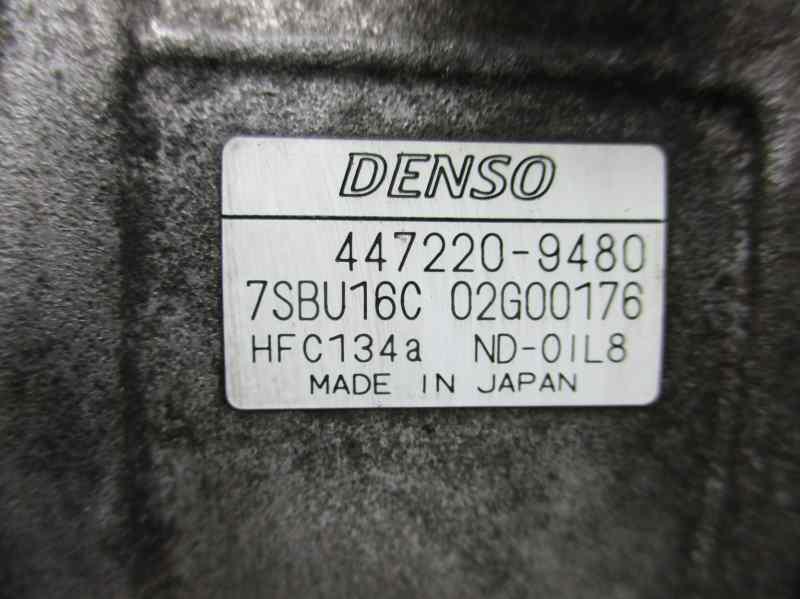 DENSO
447220-9480
7SBU16C 02G00176
HFC134a ND-OIL8
MADE IN JAPAN